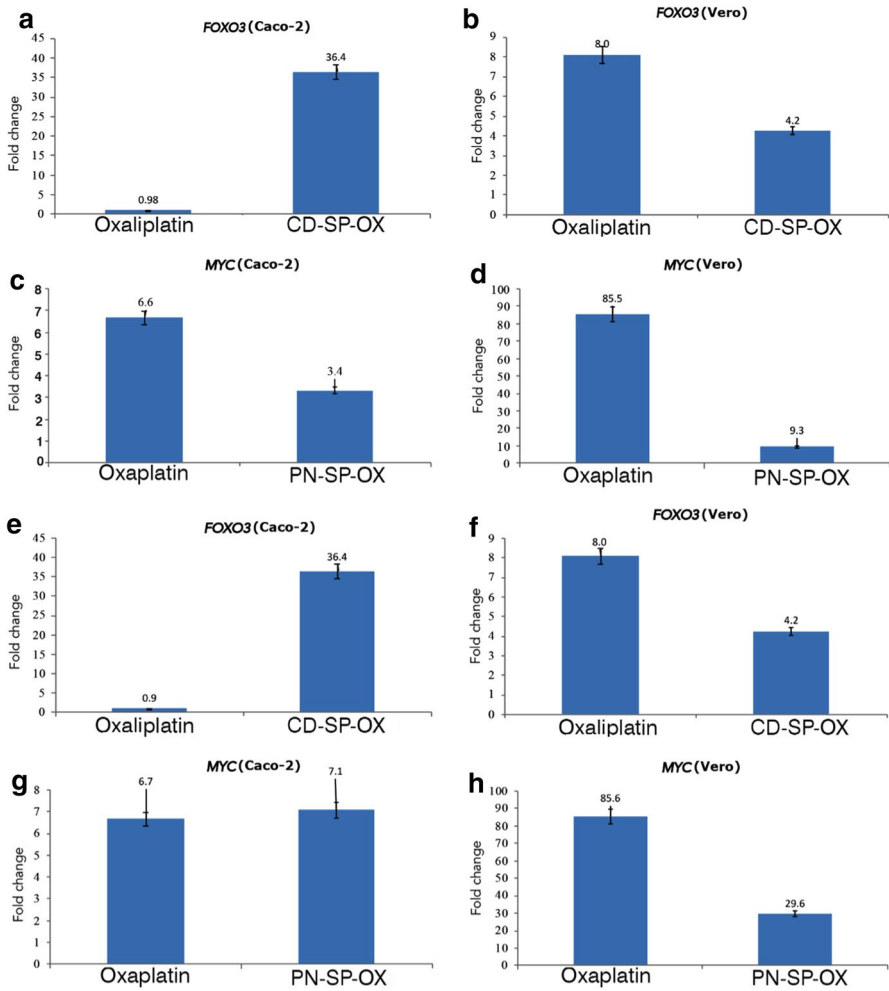 a
FOXO3 (Caco-2)
Fold change
45
40
35
30
25
20
15
10
5
0
0.98
36.4
Oxaliplatin
CD-SP-OX
b
FOXO3 (Vero)
Fold change
9
8
7
6
5
4
3
2
1
0
8.0
4.2
Oxaliplatin
CD-SP-OX
c
MYC (Caco-2)
Fold change
8
7
6
5
4
3
2
1
0
6.6
3.4
Oxaplatin
PN-SP-OX
d
MYC (Vero)
Fold change
100
90
80
70
60
50
40
30
20
10
0
85.5
9.3
Oxaplatin
PN-SP-OX
e
FOXO3 (Caco-2)
Fold change
45
40
35
30
25
20
15
10
5
0
0.9
36.4
Oxaliplatin
CD-SP-OX
f
FOXO3 (Vero)
Fold change
9
8
7
6
5
4
3
2
1
0
8.0
4.2
Oxaliplatin
CD-SP-OX
g
MYC (Caco-2)
Fold change
8
7
6
5
4
3
2
1
0
6.7
7.1
Oxaplatin
PN-SP-OX
h
MYC (Vero)
Fold change
100
90
80
70
60
50
40
30
20
10
0
85.6
29.6
Oxaplatin
PN-SP-OX